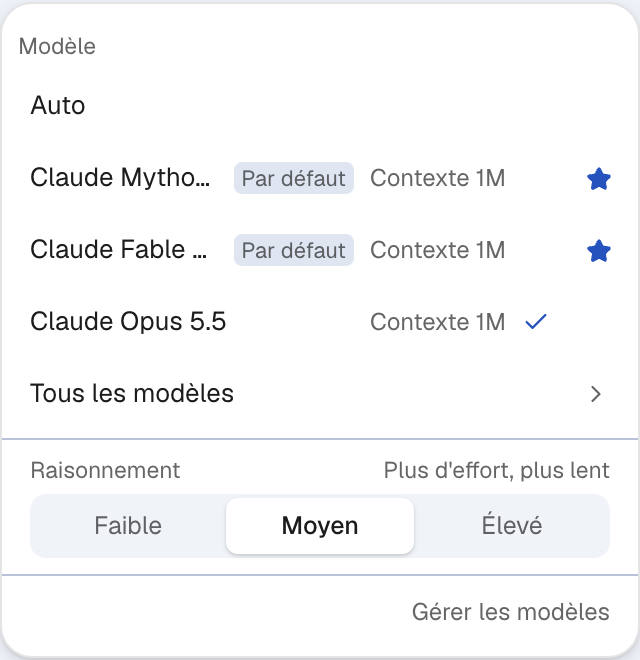 Modèle
Auto
Claude Mytho... Par défaut Contexte 1M
Claude Fable ... Par défaut Contexte 1M
Claude Opus 5.5 Contexte 1M
Tous les modèles
Raisonnement Plus d'effort, plus lent
Faible Moyen Élevé
Gérer les modèles